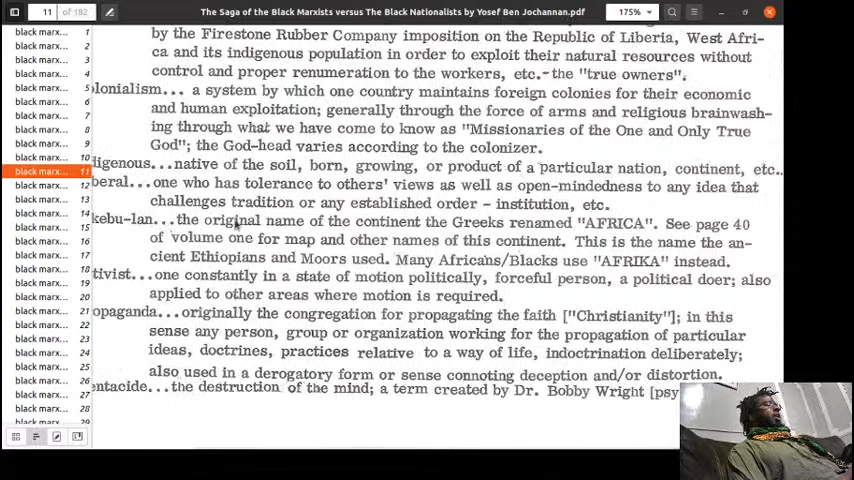 11 of 182
The Saga of the Black Marxists versus The Black Nationalists by Yosef Ben Jochannan.pdf
175%
black marx... 1
black marx... 2
black marx... 3
black marx... 4
black marx... 5
black marx... 6
black marx... 7
black marx... 8
black marx... 9
black marx... 10
black marx... 11
black marx... 12
black marx... 13
black marx... 14
black marx... 15
black marx... 16
black marx... 17
black marx... 18
black marx... 19
black marx... 20
black marx... 21
black marx... 22
black marx... 23
black marx... 24
black marx... 25
black marx... 26
black marx... 27
black marx... 28
black marx... 29
by the Firestone Rubber Company imposition on the Republic of Liberia, West Afri-
ca and its indigenous population in order to exploit their natural resources without
control and proper renumeration to the workers, etc.-the "true owners".
lonialism... a system by which one country maintains foreign colonies for their economic
and human exploitation; generally through the force of arms and religious brainwash-
ing through what we have come to know as "Missionaries of the One and Only True
God"; the God-head varies according to the colonizer.
digenous...native of the soil, born, growing, or product of a particular nation, continent, etc..
beral...one who has tolerance to others' views as well as open-mindedness to any idea that
challenges tradition or any established order - institution, etc.
kebu-lan...the original name of the continent the Greeks renamed "AFRICA". See page 40
of volume one for map and other names of this continent. This is the name the an-
cient Ethiopians and Moors used. Many Africans/Blacks use "AFRIKA" instead.
tivist...one constantly in a state of motion politically, forceful person, a political doer; also
applied to other areas where motion is required.
opaganda...originally the congregation for propagating the faith ["Christianity"]; in this
sense any person, group or organization working for the propagation of particular
ideas, doctrines, practices relative to a way of life, indoctrination deliberately;
also used in a derogatory form or sense connoting deception and/or distortion.
entacide...the destruction of the mind; a term created by Dr. Bobby Wright [psy